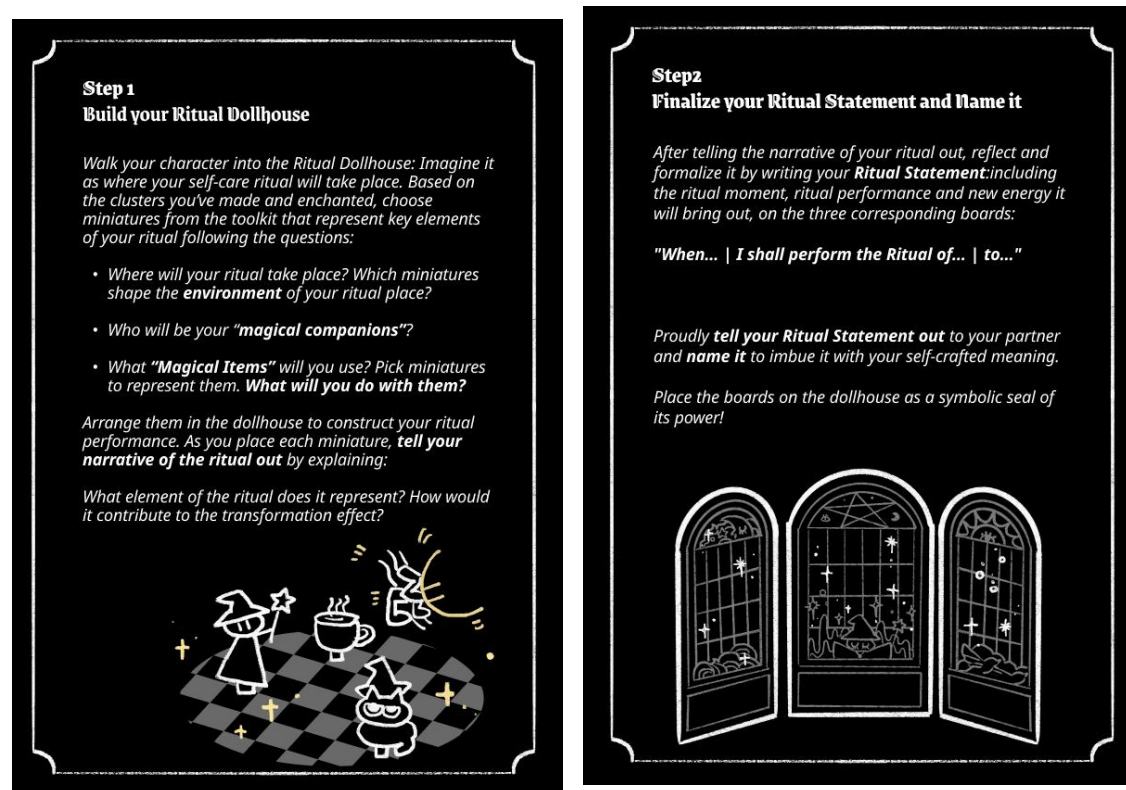 Step 1
Build your Ritual Dollhouse
Walk your character into the Ritual Dollhouse: Imagine it
as where your self-care ritual will take place. Based on
the clusters you've made and enchanted, choose
miniatures from the toolkit that represent key elements
of your ritual following the questions:
• Where will your ritual take place? Which miniatures
shape the environment of your ritual place?
• Who will be your “magical companions”?
• What “Magical Items” will you use? Pick miniatures
to represent them. What will you do with them?
Arrange them in the dollhouse to construct your ritual
performance. As you place each miniature, tell your
narrative of the ritual out by explaining:
What element of the ritual does it represent? How would
it contribute to the transformation effect?
Step2
Finalize your Ritual Statement and Name it
After telling the narrative of your ritual out, reflect and
formalize it by writing your Ritual Statement:including
the ritual moment, ritual performance and new energy it
will bring out, on the three corresponding boards:
"When... | I shall perform the Ritual of... | to..."
Proudly tell your Ritual Statement out to your partner
and name it to imbue it with your self-crafted meaning.
Place the boards on the dollhouse as a symbolic seal of
its power!